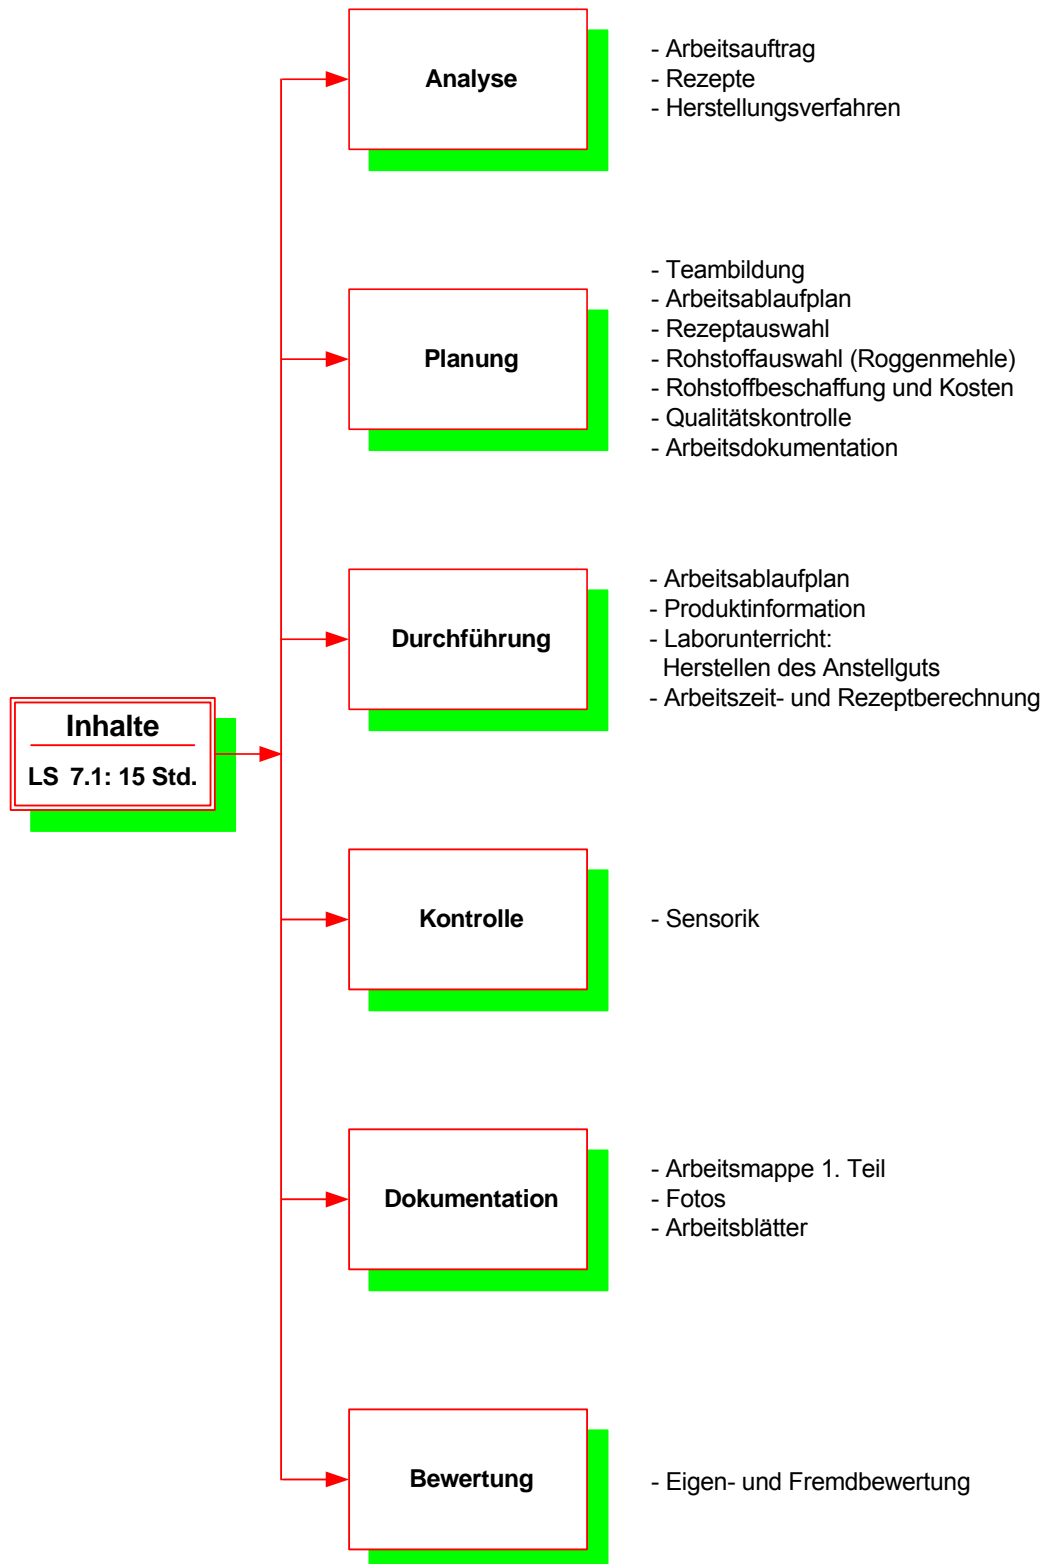 Analyse
- Arbeitsauftrag
- Rezepte
- Herstellungsverfahren
Planung
- Teambildung
- Arbeitsablaufplan
- Rezeptauswahl
- Rohstoffauswahl (Roggenmehle)
- Rohstoffbeschaffung und Kosten
- Qualitätskontrolle
- Arbeitsdokumentation
Durchführung
- Arbeitsablaufplan
- Produktinformation
- Laborunterricht:
Herstellen des Anstellguts
- Arbeitszeit- und Rezeptberechnung
Inhalte
LS 7.1: 15 Std.
Kontrolle
- Sensorik
Dokumentation
- Arbeitsmappe 1. Teil
- Fotos
- Arbeitsblätter
Bewertung
- Eigen- und Fremdbewertung